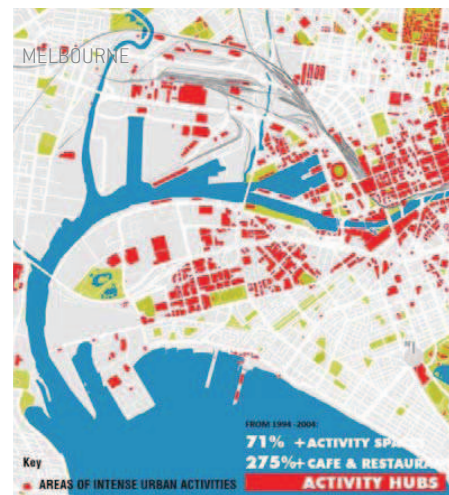 MELBOURNE
FROM 1994 -2004:
71% +ACTIVITY SPA
275%+ CAFE & RESTAURA
Key
AREAS OF INTENSE URBAN ACTIVITIES
ACTIVITY HUBS